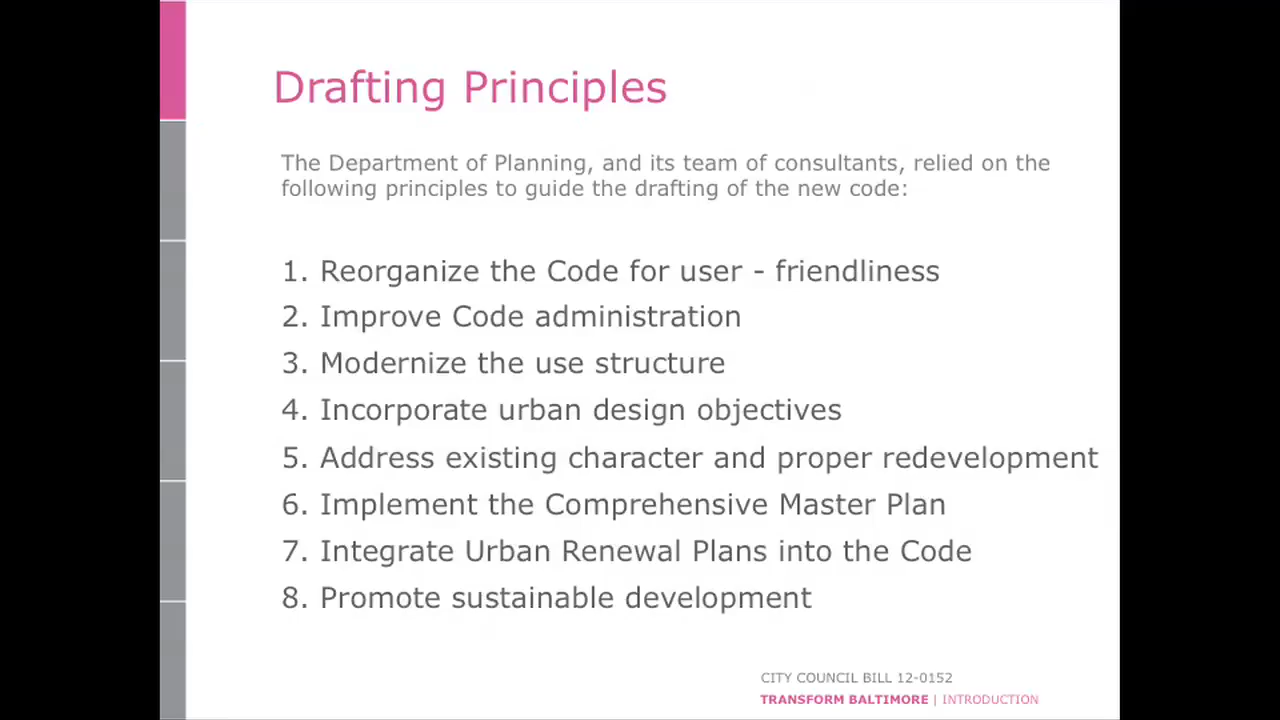 Drafting Principles
The Department of Planning, and its team of consultants, relied on the
following principles to guide the drafting of the new code:
1. Reorganize the Code for user - friendliness
2. Improve Code administration
3. Modernize the use structure
4. Incorporate urban design objectives
5. Address existing character and proper redevelopment
6. Implement the Comprehensive Master Plan
7. Integrate Urban Renewal Plans into the Code
8. Promote sustainable development
CITY COUNCIL BILL 12-0152
TRANSFORM BALTIMORE | INTRODUCTION